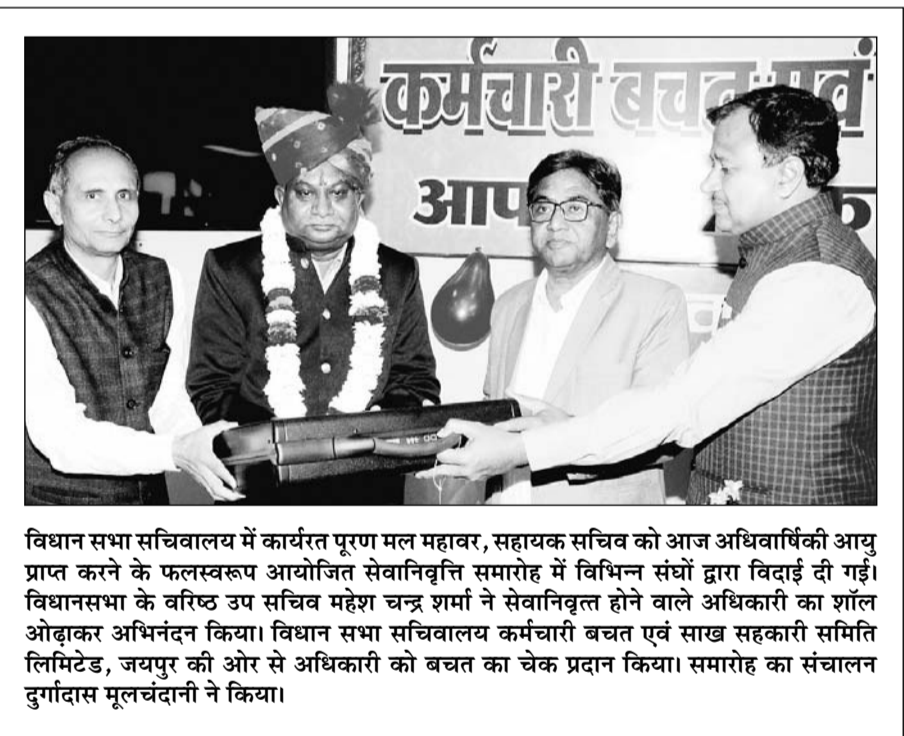 कर्मचारी बचत एवं
आप
विधान सभा सचिवालय में कार्यरत पूरण मल महावर, सहायक सचिव को आज अधिवार्षिकी आयु
प्राप्त करने के फलस्वरूप आयोजित सेवानिवृत्ति समारोह में विभिन्न संघों द्वारा विदाई दी गई।
विधानसभा के वरिष्ठ उप सचिव महेश चन्द्र शर्मा ने सेवानिवृत्त होने वाले अधिकारी का शॉल
ओढ़ाकर अभिनंदन किया। विधान सभा सचिवालय कर्मचारी बचत एवं साख सहकारी समिति
लिमिटेड, जयपुर की ओर से अधिकारी को बचत का चेक प्रदान किया। समारोह का संचालन
दुर्गादास मूलचंदानी ने किया।